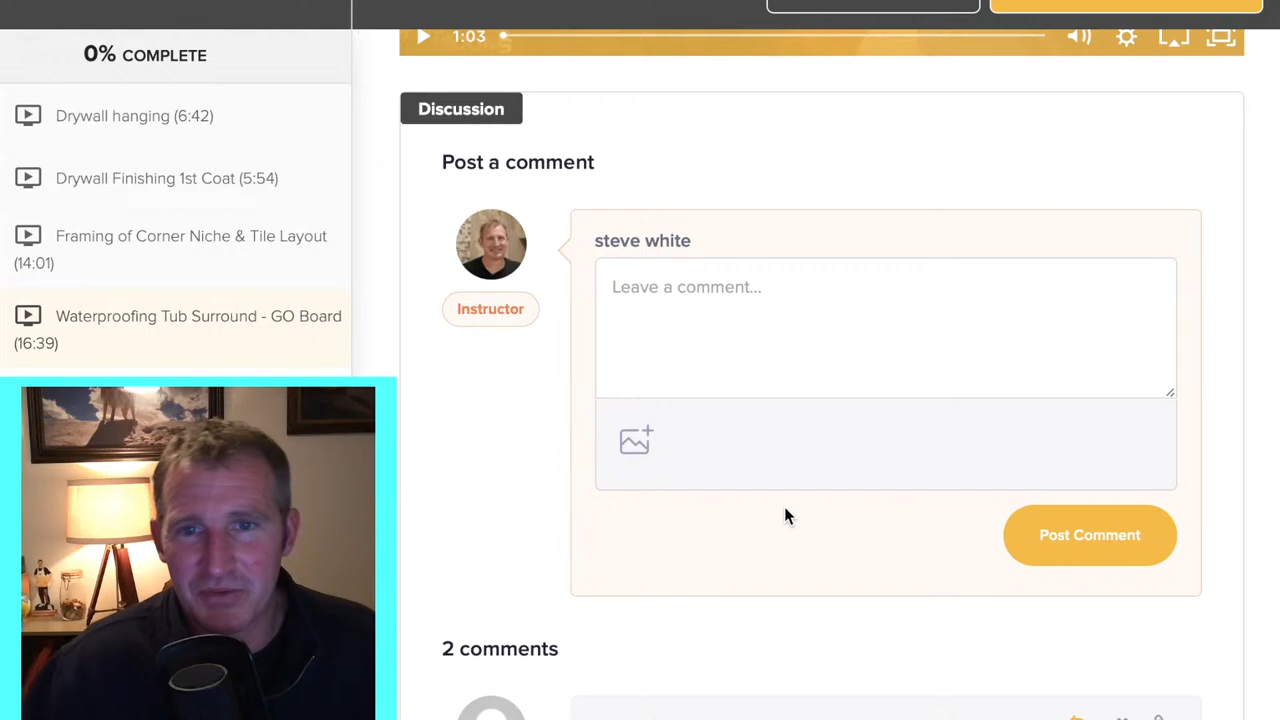 0% COMPLETE
Drywall hanging (6:42)
Drywall Finishing 1st Coat (5:54)
Framing of Corner Niche & Tile Layout
(14:01)
Waterproofing Tub Surround - GO Board
(16:39)
1:03
Discussion
Post a comment
steve white
Leave a comment...
Instructor
Post Comment
2 comments